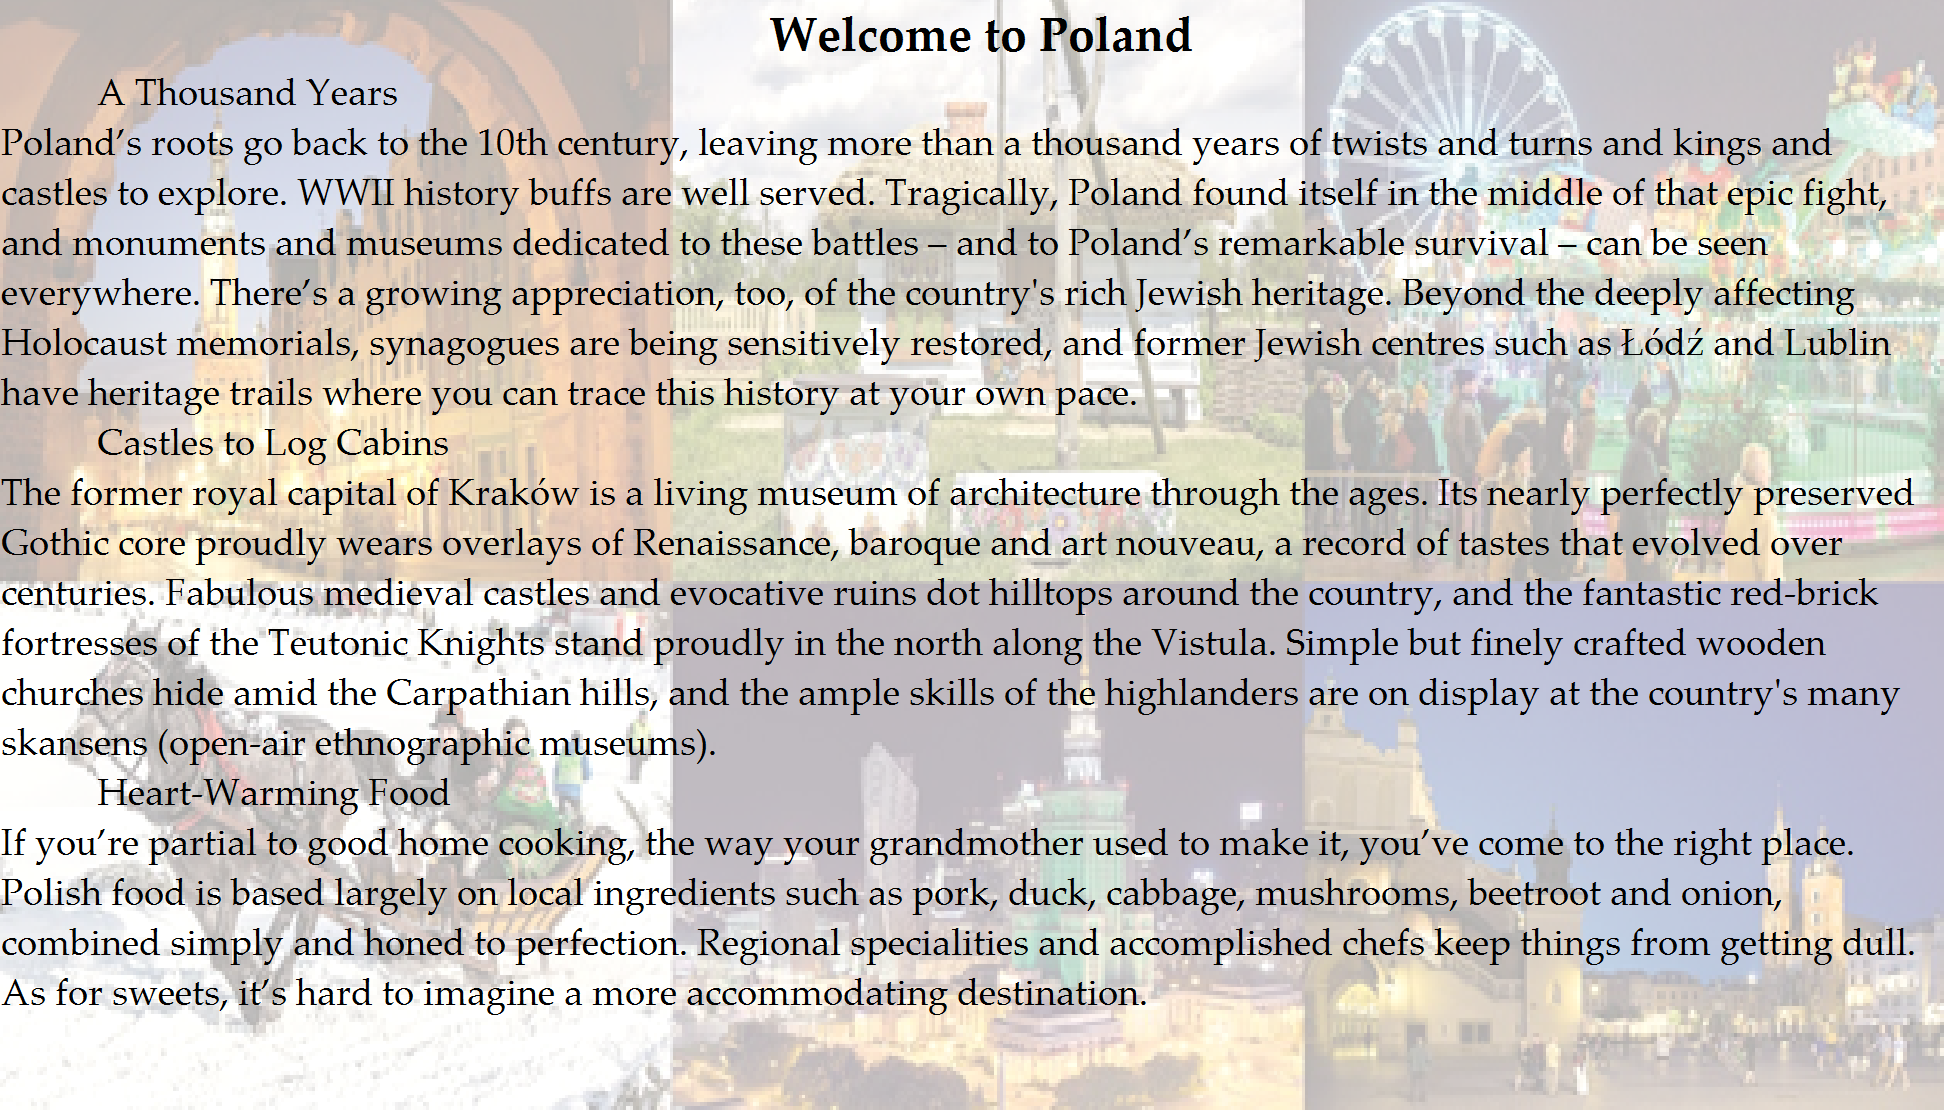 Welcome to Poland
A Thousand Years
Poland’s roots go back to the 10th century, leaving more than a thousand years of twists and turns and kings and
castles to explore. WWII history buffs are well served. Tragically, Poland found itself in the middle of that epic fight,
and monuments and museums dedicated to these battles – and to Poland’s remarkable survival – can be seen
everywhere. There’s a growing appreciation, too, of the country's rich Jewish heritage. Beyond the deeply affecting
Holocaust memorials, synagogues are being sensitively restored, and former Jewish centres such as Łódź and Lublin
have heritage trails where you can trace this history at your own pace.
Castles to Log Cabins
The former royal capital of Kraków is a living museum of architecture through the ages. Its nearly perfectly preserved
Gothic core proudly wears overlays of Renaissance, baroque and art nouveau, a record of tastes that evolved over
centuries. Fabulous medieval castles and evocative ruins dot hilltops around the country, and the fantastic red-brick
fortresses of the Teutonic Knights stand proudly in the north along the Vistula. Simple but finely crafted wooden
churches hide amid the Carpathian hills, and the ample skills of the highlanders are on display at the country's many
skansens (open-air ethnographic museums).
Heart-Warming Food
If you’re partial to good home cooking, the way your grandmother used to make it, you’ve come to the right place.
Polish food is based largely on local ingredients such as pork, duck, cabbage, mushrooms, beetroot and onion,
combined simply and honed to perfection. Regional specialities and accomplished chefs keep things from getting dull.
As for sweets, it’s hard to imagine a more accommodating destination.